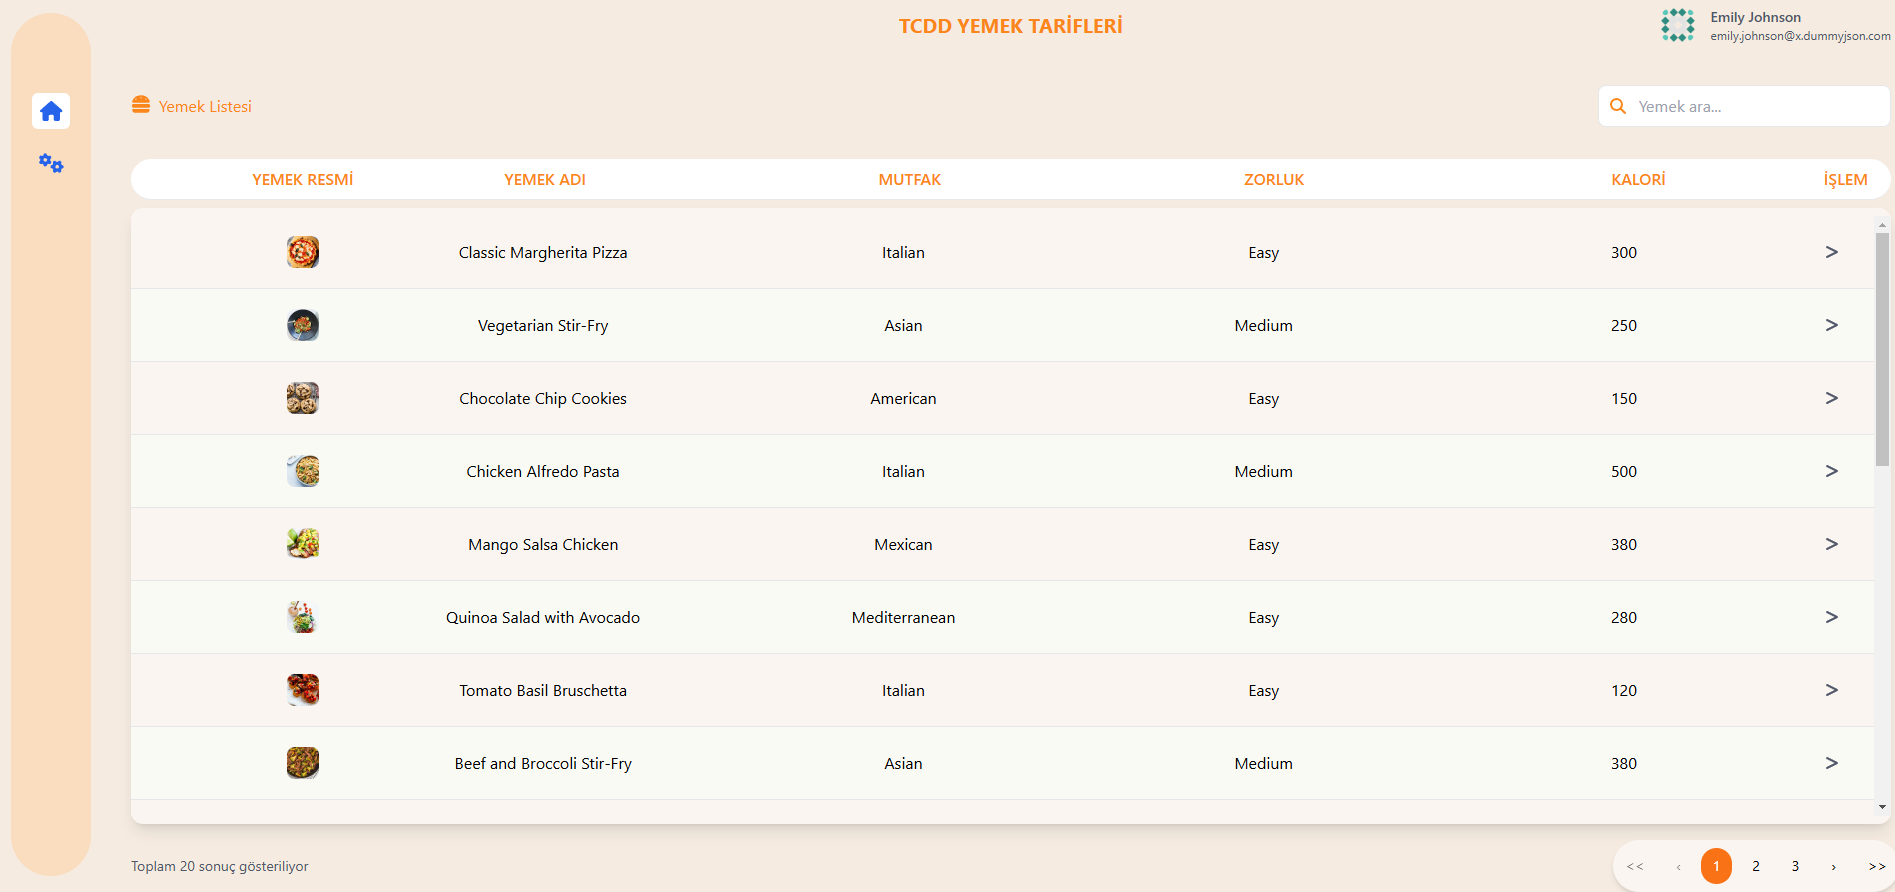 TCDD YEMEK TARİFLERİ
Emily Johnson
emily.johnson@x.dummyjson.com
Yemek Listesi
Yemek ara...
YEMEK RESMİ YEMEK ADI MUTFAK ZORLUK KALORİ İŞLEM
Classic Margherita Pizza Italian Easy 300 >
Vegetarian Stir-Fry Asian Medium 250 >
Chocolate Chip Cookies American Easy 150 >
Chicken Alfredo Pasta Italian Medium 500 >
Mango Salsa Chicken Mexican Easy 380 >
Quinoa Salad with Avocado Mediterranean Easy 280 >
Tomato Basil Bruschetta Italian Easy 120 >
Beef and Broccoli Stir-Fry Asian Medium 380 >
Toplam 20 sonuç gösteriliyor
<< ‹ 1 2 3 › >>